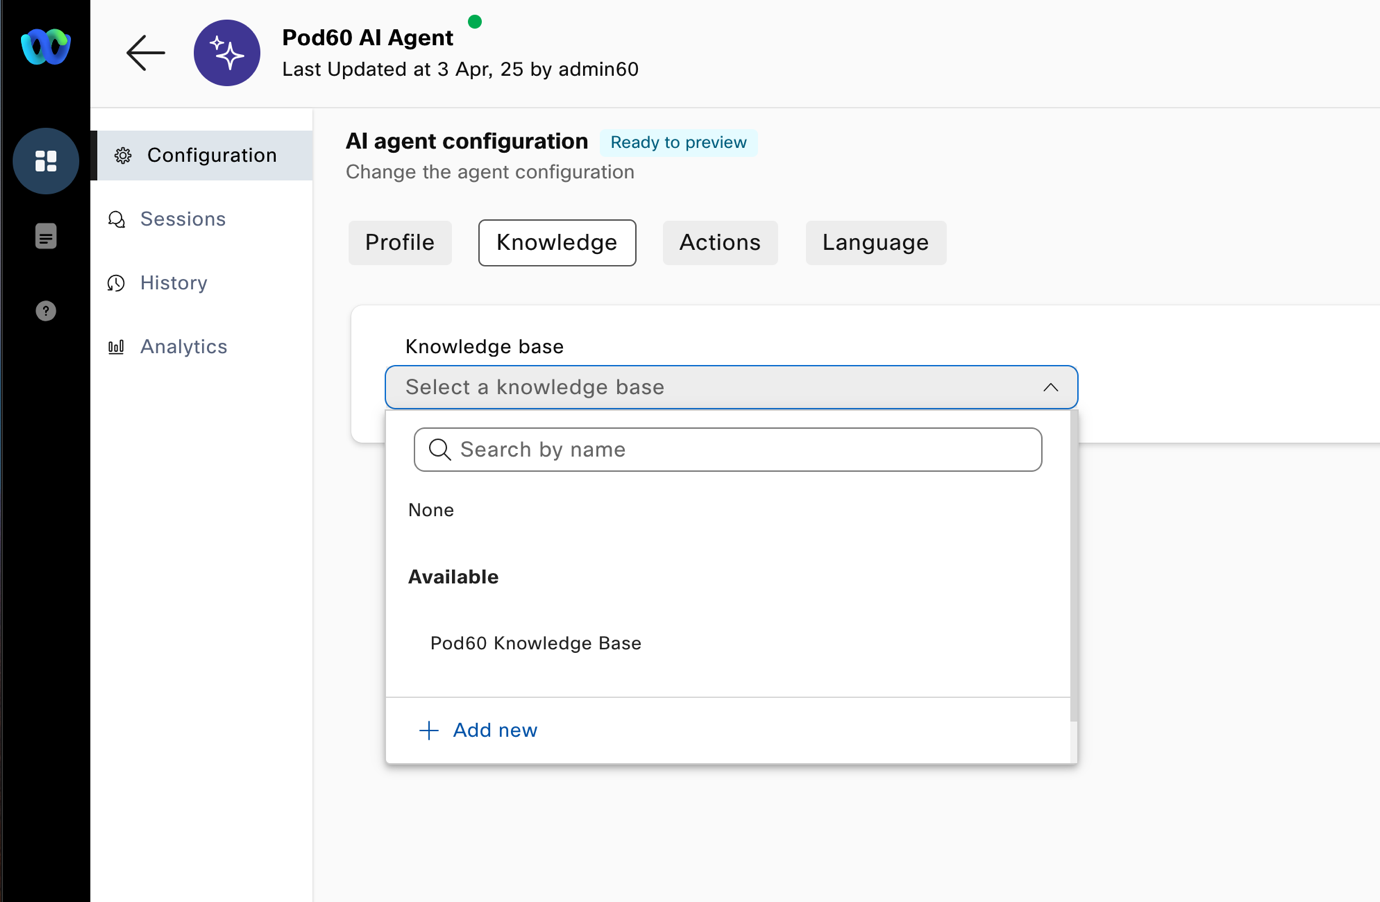 Pod60 AI Agent
Last Updated at 3 Apr, 25 by admin60
Configuration
Sessions
History
Analytics
AI agent configuration
Ready to preview
Change the agent configuration
Profile
Knowledge
Actions
Language
Knowledge base
Select a knowledge base
Search by name
None
Available
Pod60 Knowledge Base
+ Add new
?